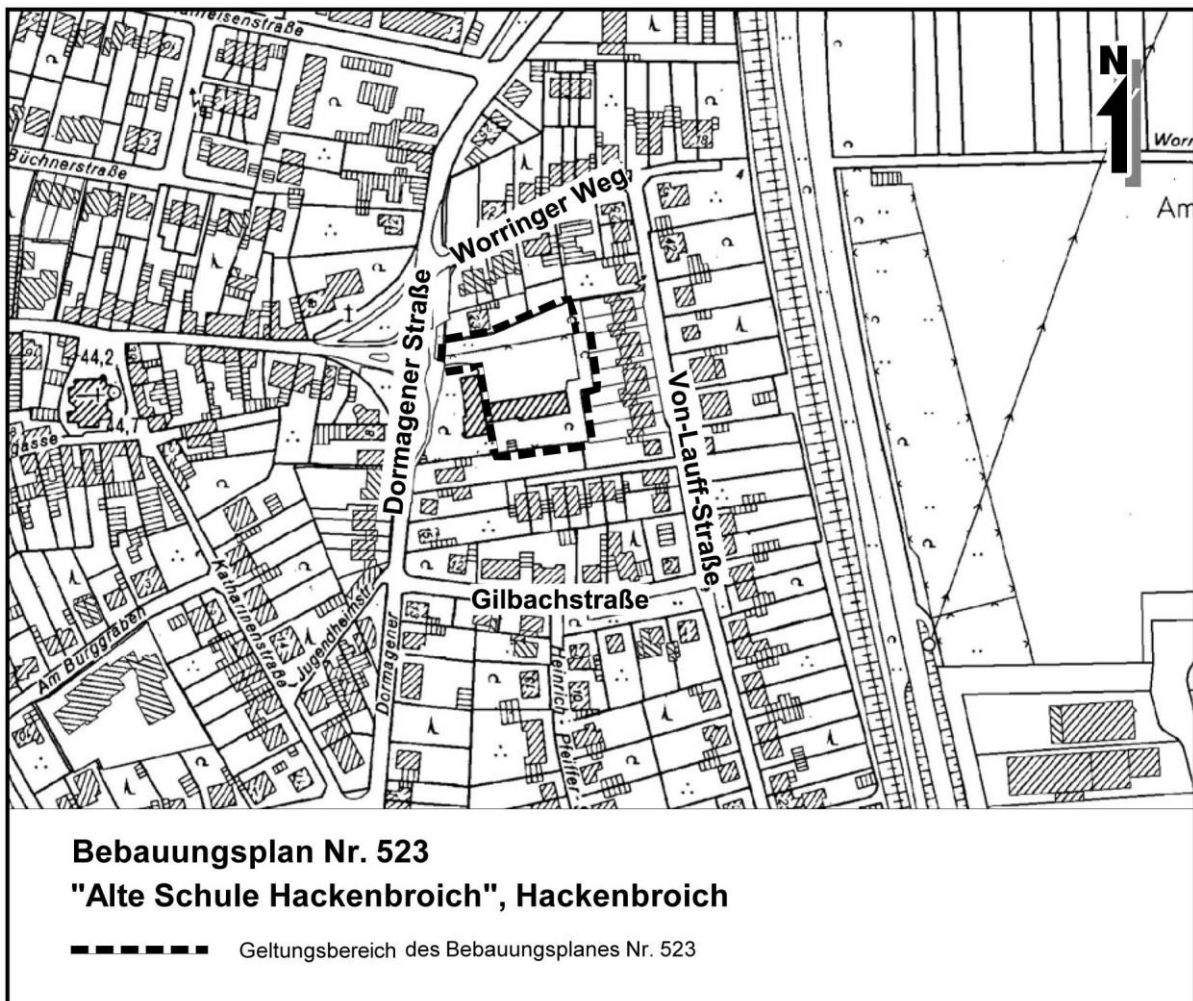 N
Büchnerstraße
Worringer Weg
Dormagener Straße
44,2
44,7
gasse
Von-Lauff-Straße
Gilbachstraße
Am Burggraben
Katharinenstraße
Jugendheimstr.
Dormagener
Heinrich-Pfeiffer-
Worr
Am
Bebauungsplan Nr. 523
"Alte Schule Hackenbroich", Hackenbroich
Geltungsbereich des Bebauungsplanes Nr. 523